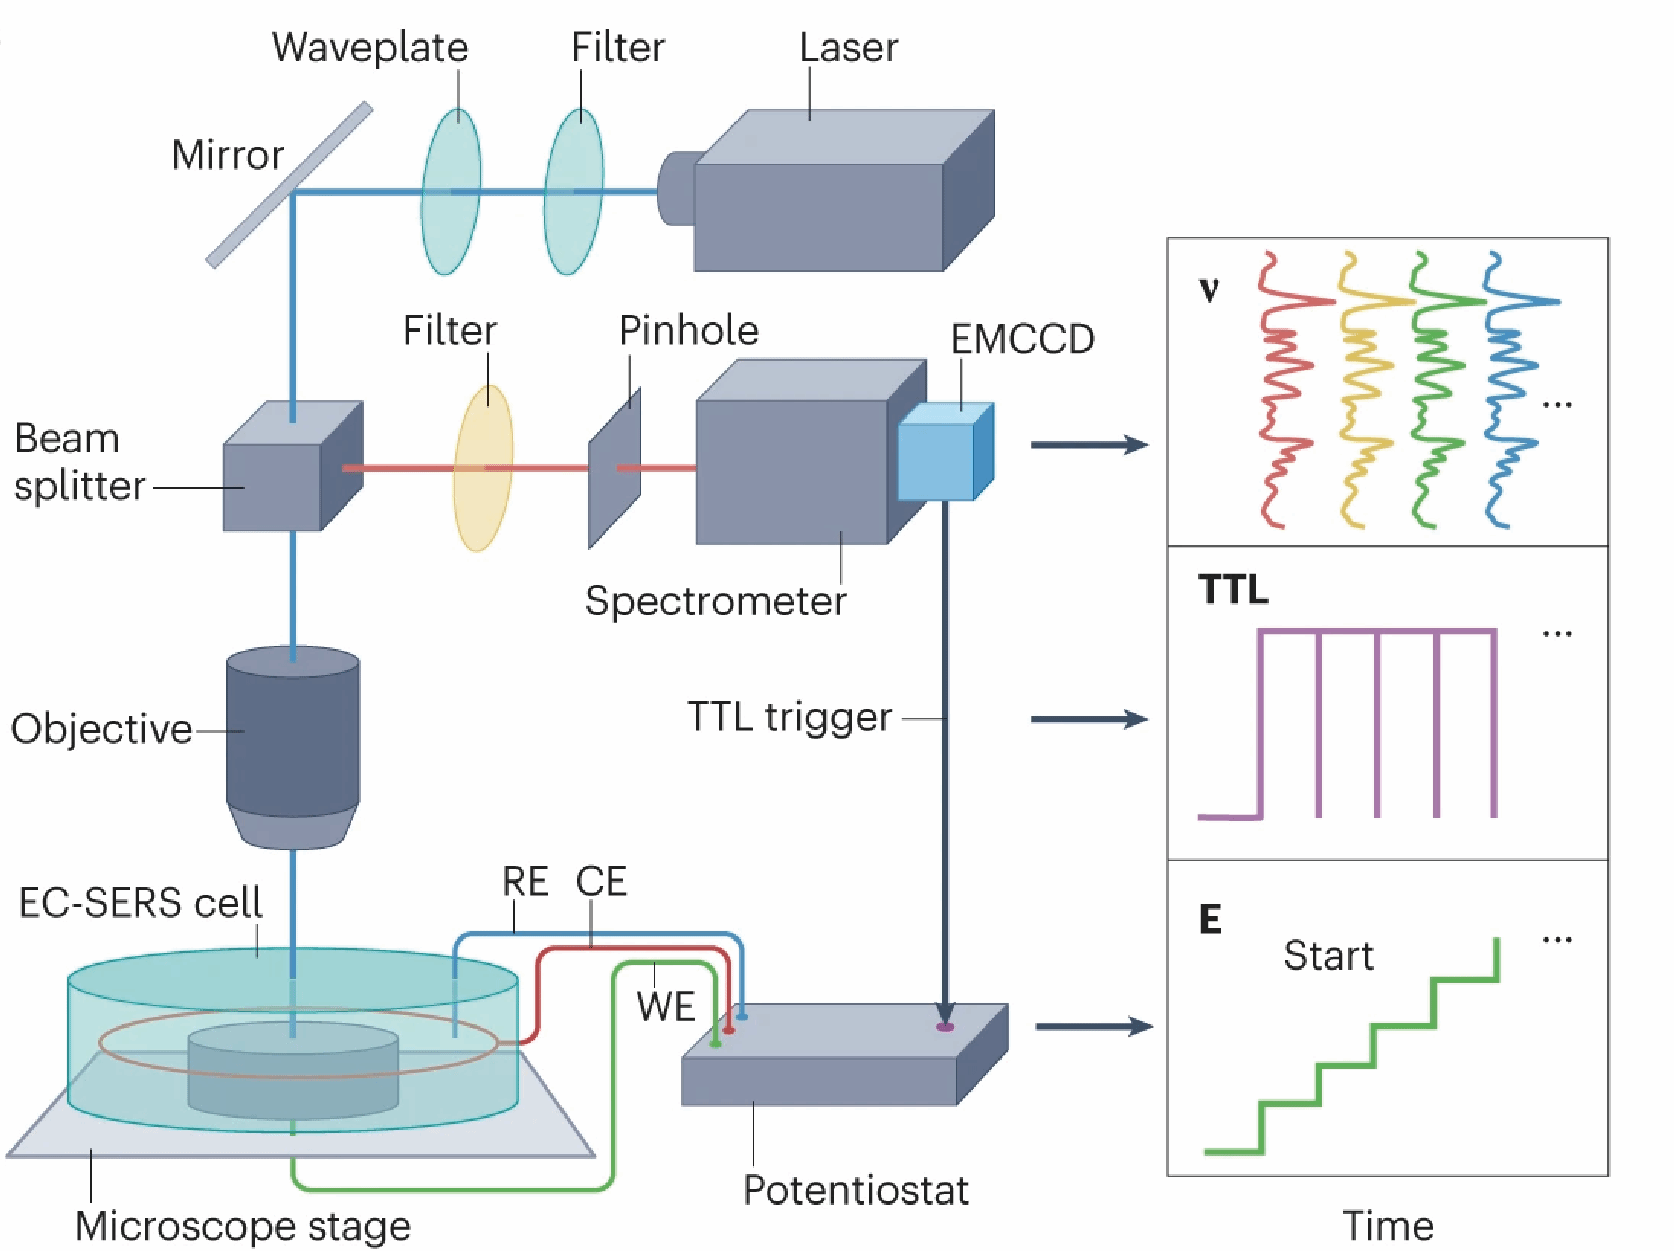 Waveplate
Filter
Laser
Mirror
Filter
Pinhole
EMCCD
Beam
splitter
Spectrometer
Objective
TTL trigger
EC-SERS cell
RE
CE
WE
Potentiostat
Microscope stage
ν
...
TTL
...
E
Start
...
Time